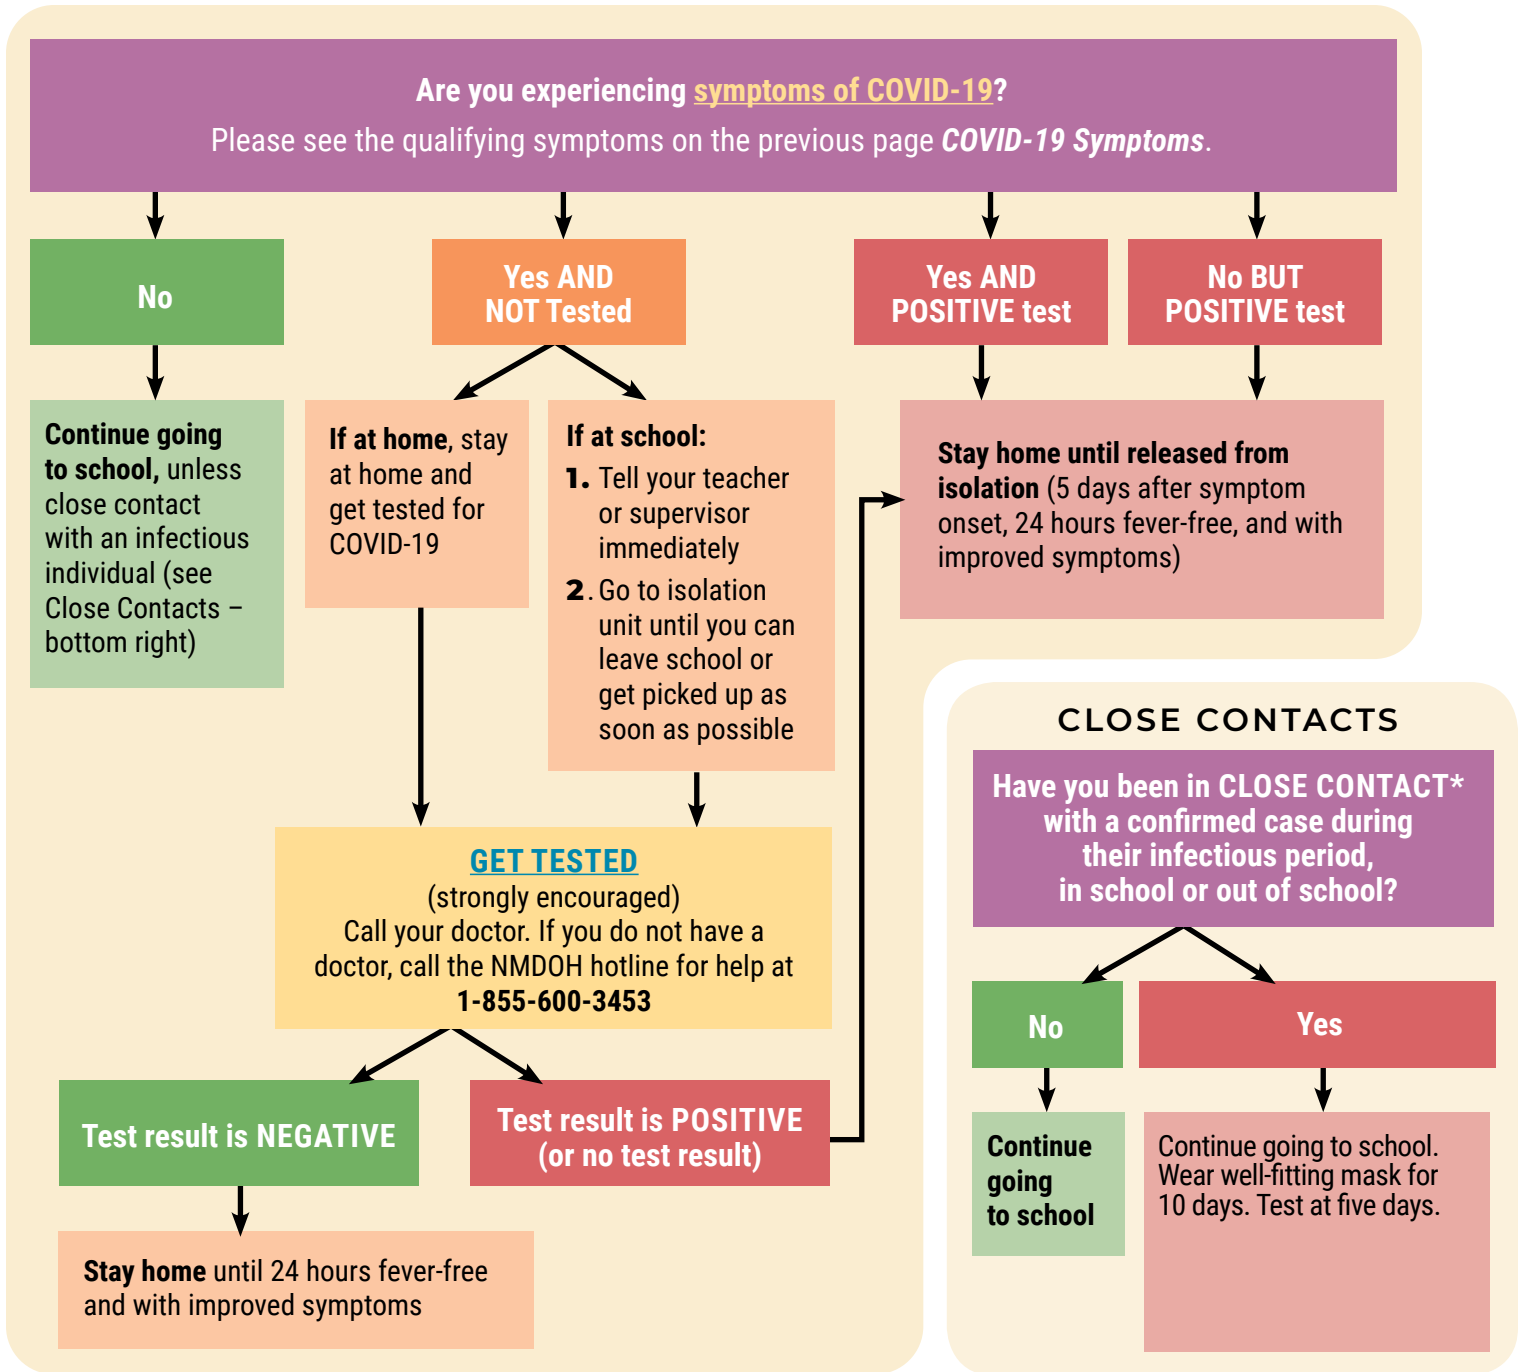 Are you experiencing symptoms of COVID-19?
Please see the qualifying symptoms on the previous page COVID-19 Symptoms.
No
Yes AND
NOT Tested
Yes AND
POSITIVE test
No BUT
POSITIVE test
Continue going
to school, unless
close contact
with an infectious
individual (see
Close Contacts –
bottom right)
If at home, stay
at home and
get tested for
COVID-19
If at school:
1. Tell your teacher
or supervisor
immediately
2. Go to isolation
unit until you can
leave school or
get picked up as
soon as possible
Stay home until released from
isolation (5 days after symptom
onset, 24 hours fever-free, and with
improved symptoms)
GET TESTED
(strongly encouraged)
Call your doctor. If you do not have a
doctor, call the NMDOH hotline for help at
1-855-600-3453
Test result is NEGATIVE
Test result is POSITIVE
(or no test result)
Stay home until 24 hours fever-free
and with improved symptoms
CLOSE CONTACTS
Have you been in CLOSE CONTACT*
with a confirmed case during
their infectious period,
in school or out of school?
No
Yes
Continue
going
to school
Continue going to school.
Wear well-fitting mask for
10 days. Test at five days.